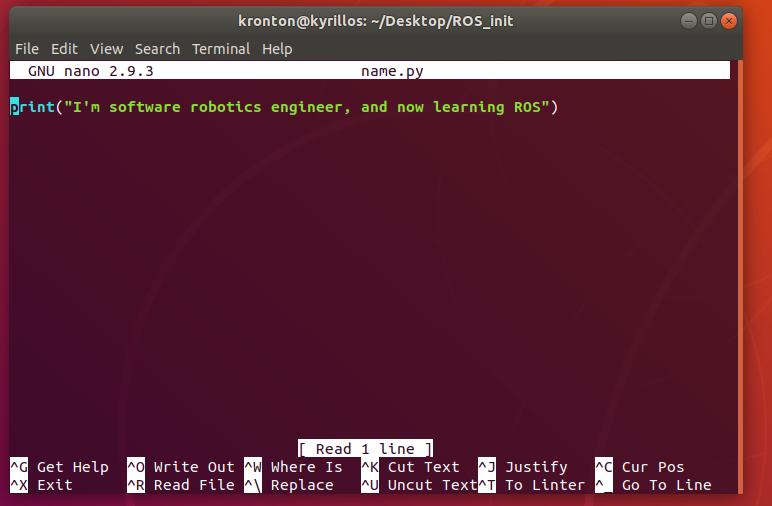 kronton@kyrillos: ~/Desktop/ROS_init
File Edit View Search Terminal Help
GNU nano 2.9.3 name.py
print("I'm software robotics engineer, and now learning ROS")
[ Read 1 line ]
^G Get Help ^O Write Out ^W Where Is ^K Cut Text ^J Justify ^C Cur Pos
^X Exit ^R Read File ^\ Replace ^U Uncut Text^T To Linter ^_ Go To Line